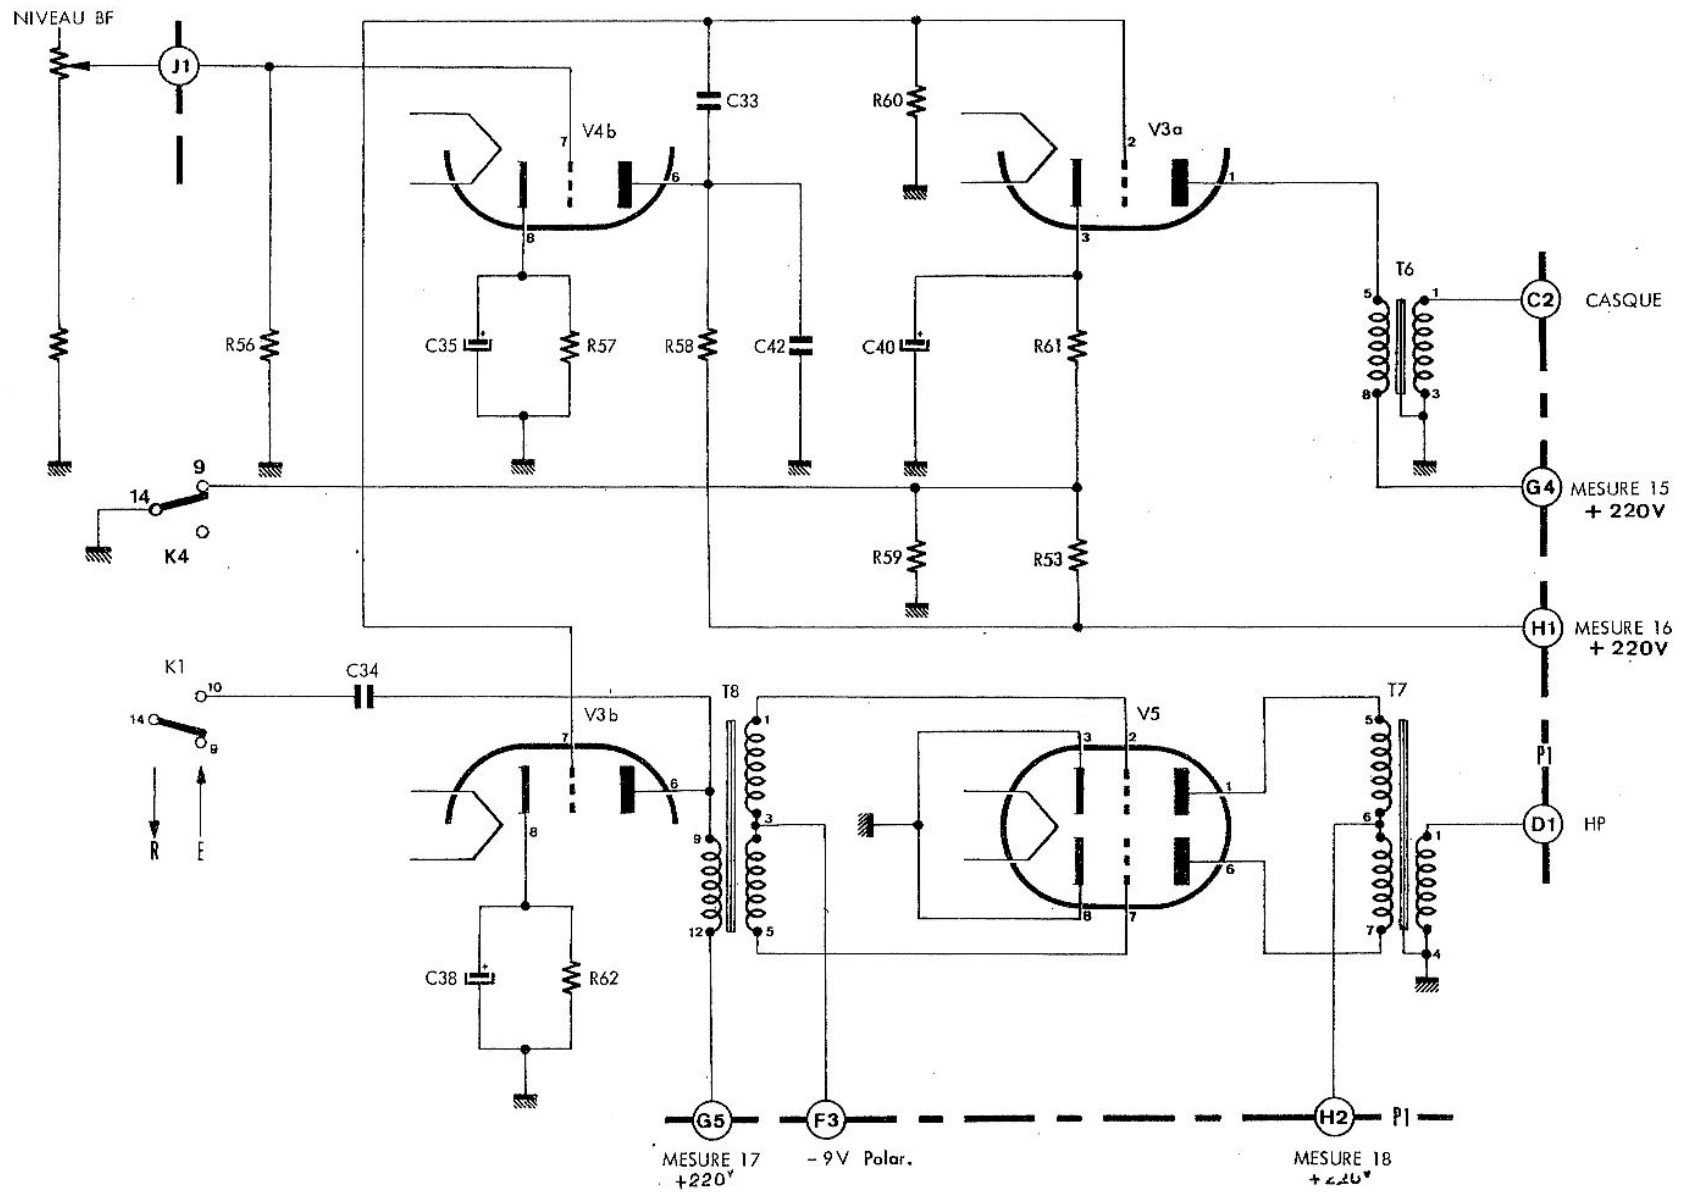 NIVEAU BF
J1
C33
R60
V4b
7
V3a
2
6
1
8
3
T6
5
1
C2
CASQUE
R56
C35
+
R57
R58
C42
C40
+
R61
8
3
9
14
K4
G4
MESURE 15
+ 220V
R59
R53
H1
MESURE 16
+ 220V
K1
10
C34
T8
T7
14
9
V3b
7
1
V5
3
2
5
P1
6
1
R
E
8
9
3
6
1
D1
HP
6
12
5
8
7
7
4
C38
+
R62
G5
F3
H2
P1
MESURE 17
+220V
- 9V Polar.
MESURE 18